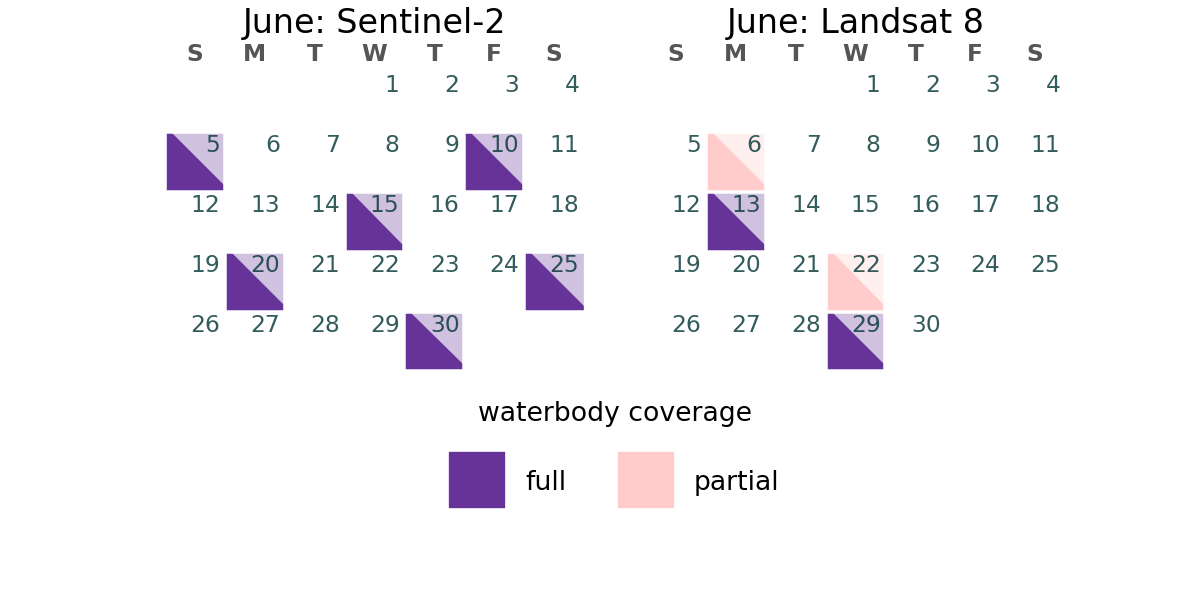 June: Sentinel-2
S M T W T F S
1 2 3 4
5 6 7 8 9 10 11
12 13 14 15 16 17 18
19 20 21 22 23 24 25
26 27 28 29 30
June: Landsat 8
S M T W T F S
1 2 3 4
5 6 7 8 9 10 11
12 13 14 15 16 17 18
19 20 21 22 23 24 25
26 27 28 29 30
waterbody coverage
full
partial